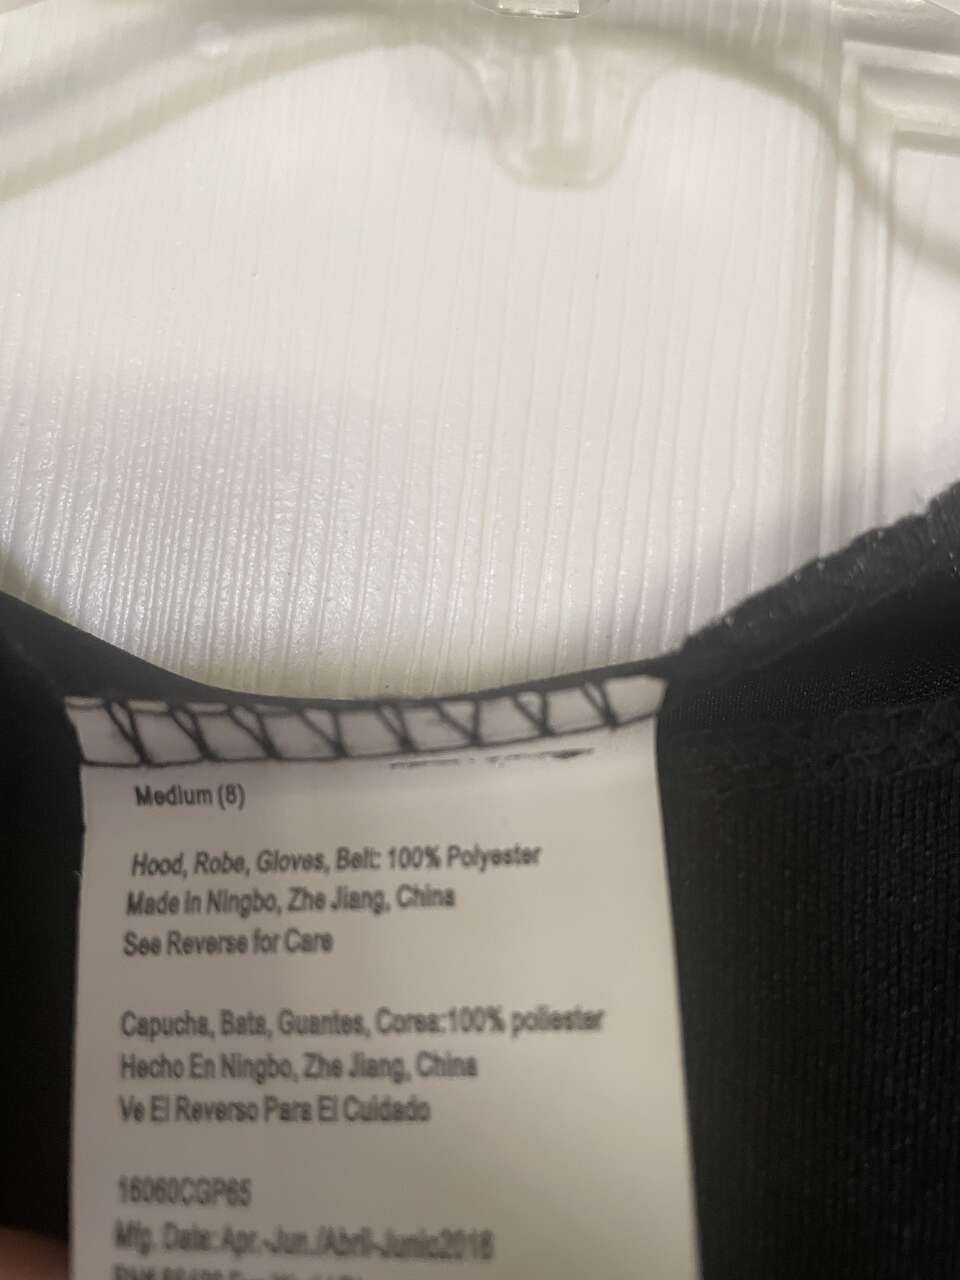 Medium (8)
Hood, Robe, Gloves, Belt: 100% Polyester
Made In Ningbo, Zhe Jiang, China
See Reverse for Care
Capucha, Bata, Guantes, Corea:100% poliester
Hecho En Ningbo, Zhe Jiang, China
Ve El Reverso Para El Cuidado
16060CGP65
Mfg. Date: Apr.-Jun./Abril-Junio2016